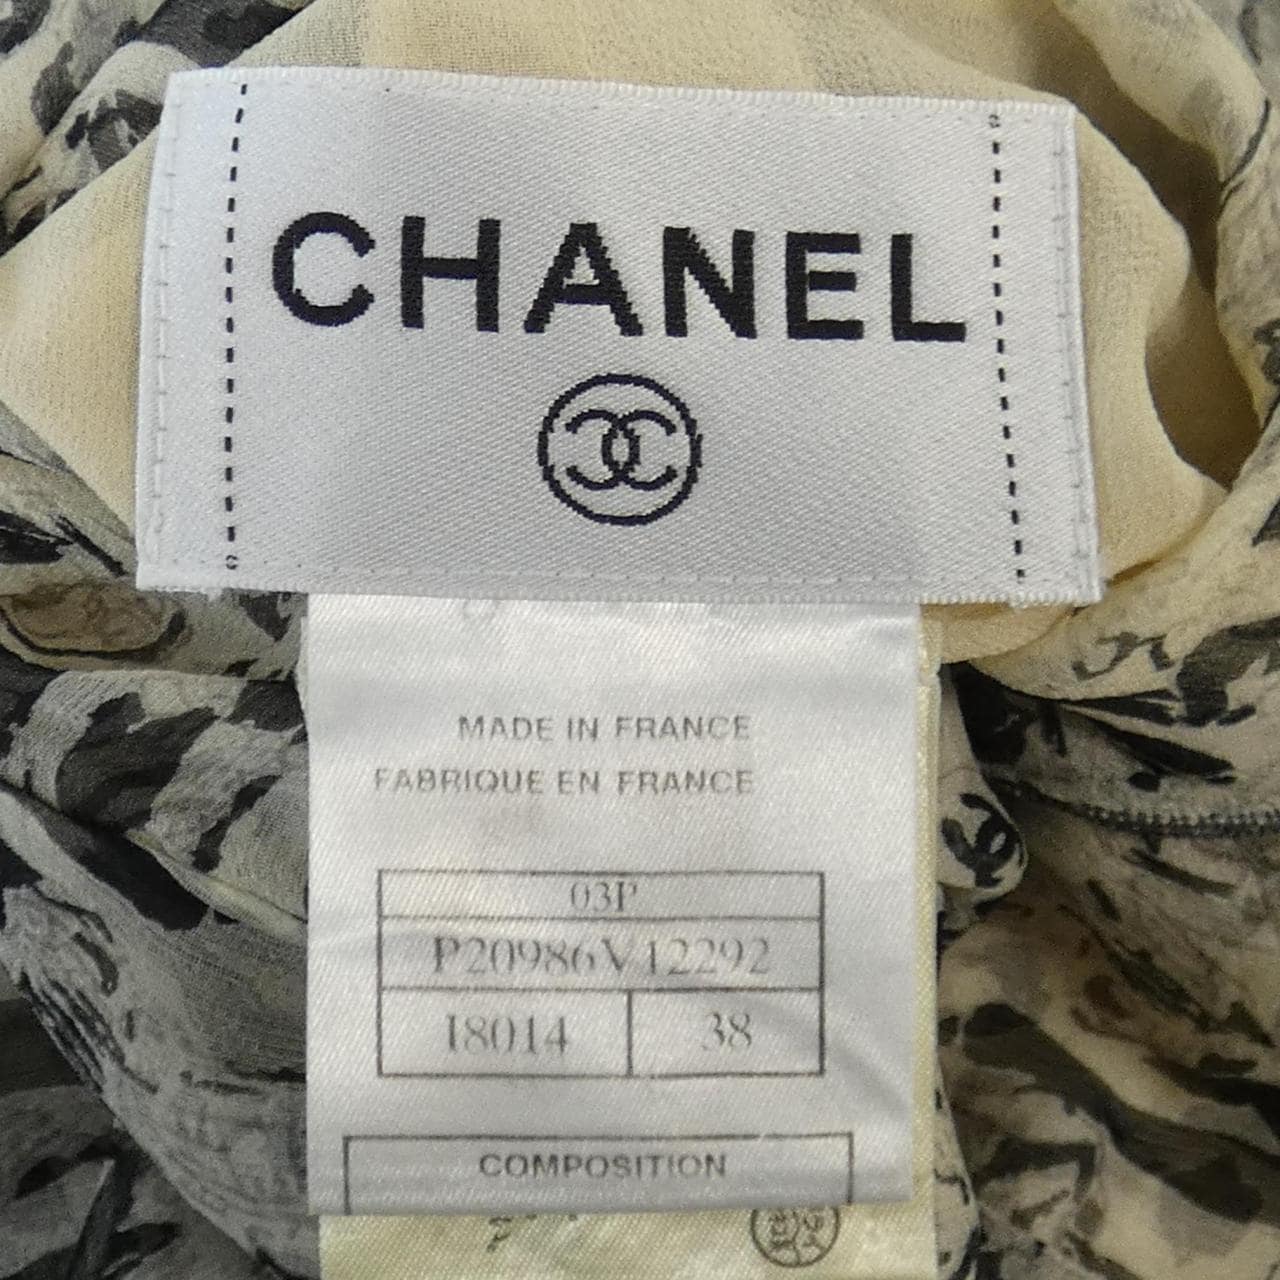 CHANEL
MADE IN FRANCE
FABRIQUE EN FRANCE
03P
P20986V12292
18014 38
COMPOSITION